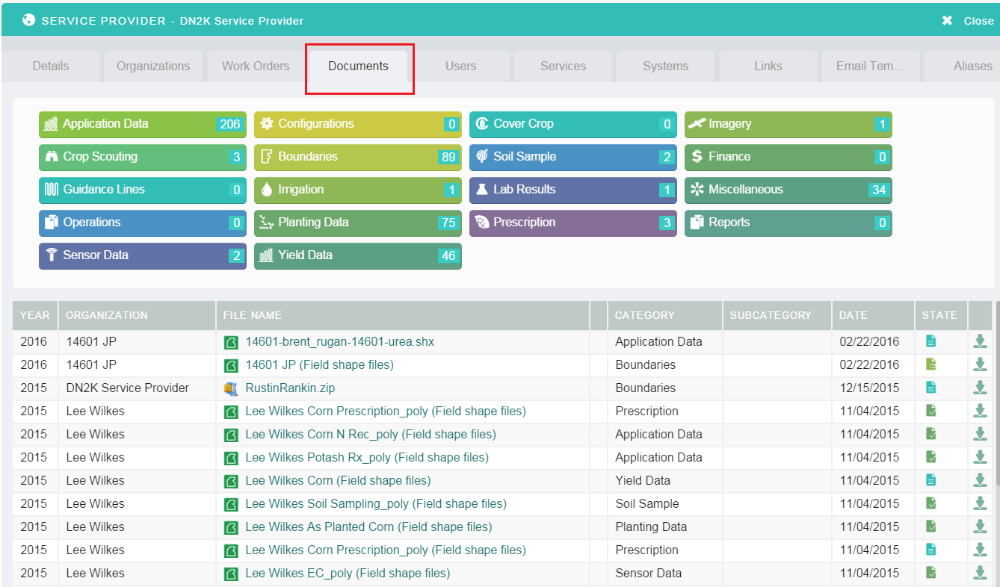 SERVICE PROVIDER - DN2K Service Provider Close
Details Organizations Work Orders Documents Users Services Systems Links Email Tem... Aliases
Application Data 206 Configurations 0 Cover Crop 0 Imagery 1
Crop Scouting 3 Boundaries 89 Soil Sample 2 Finance 0
Guidance Lines 0 Irrigation 1 Lab Results 1 Miscellaneous 34
Operations 0 Planting Data 75 Prescription 3 Reports 0
Sensor Data 2 Yield Data 46
YEAR ORGANIZATION FILE NAME CATEGORY SUBCATEGORY DATE STATE
2016 14601 JP 14601-brent_rugan-14601-urea.shx Application Data 02/22/2016
2016 14601 JP 14601 JP (Field shape files) Boundaries 02/22/2016
2015 DN2K Service Provider RustinRankin.zip Boundaries 12/15/2015
2015 Lee Wilkes Lee Wilkes Corn Prescription_poly (Field shape files) Prescription 11/04/2015
2015 Lee Wilkes Lee Wilkes Corn N Rec_poly (Field shape files) Application Data 11/04/2015
2015 Lee Wilkes Lee Wilkes Potash Rx_poly (Field shape files) Application Data 11/04/2015
2015 Lee Wilkes Lee Wilkes Corn (Field shape files) Yield Data 11/04/2015
2015 Lee Wilkes Lee Wilkes Soil Sampling_poly (Field shape files) Soil Sample 11/04/2015
2015 Lee Wilkes Lee Wilkes As Planted Corn (Field shape files) Planting Data 11/04/2015
2015 Lee Wilkes Lee Wilkes Corn Prescription_poly (Field shape files) Prescription 11/04/2015
2015 Lee Wilkes Lee Wilkes EC_poly (Field shape files) Sensor Data 11/04/2015